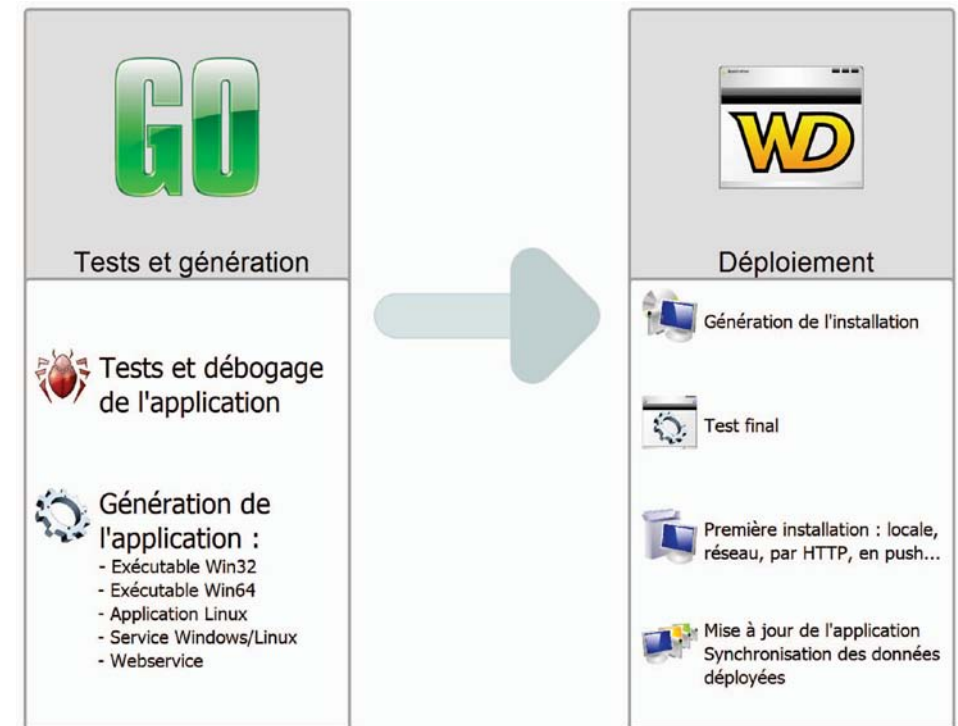 GO
Tests et génération
Tests et débogage
de l'application
Génération de
l'application :
- Exécutable Win32
- Exécutable Win64
- Application Linux
- Service Windows/Linux
- Webservice
WD
Déploiement
Génération de l'installation
Test final
Première installation : locale,
réseau, par HTTP, en push...
Mise à jour de l'application
Synchronisation des données
déployées